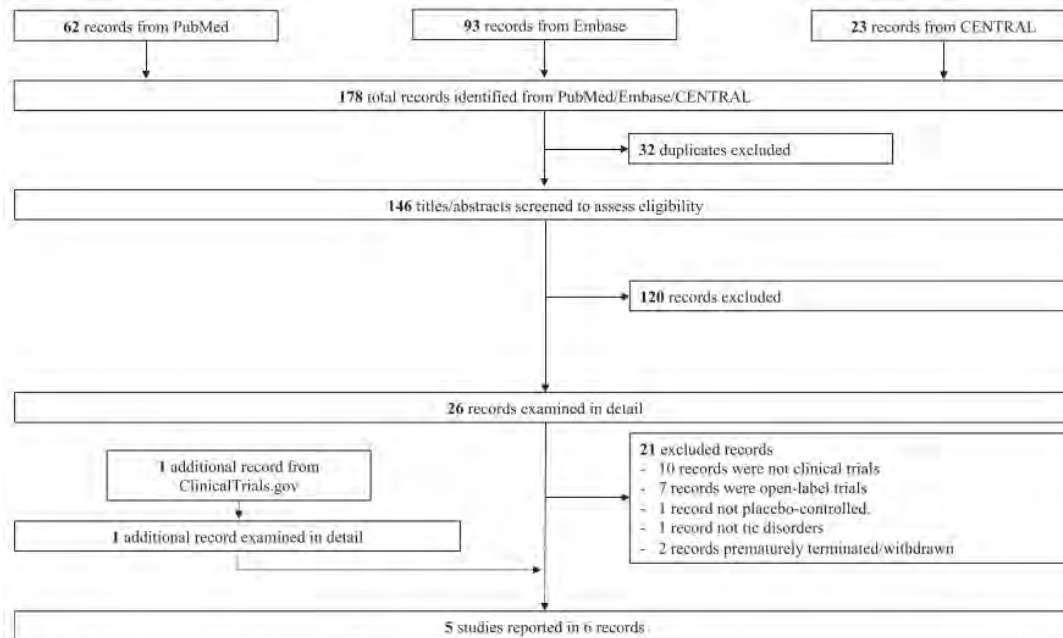 62 records from PubMed
93 records from Embase
23 records from CENTRAL
178 total records identified from PubMed/Embase/CENTRAL
32 duplicates excluded
146 titles/abstracts screened to assess eligibility
120 records excluded
26 records examined in detail
1 additional record from
ClinicalTrials.gov
1 additional record examined in detail
21 excluded records
- 10 records were not clinical trials
- 7 records were open-label trials
- 1 record not placebo-controlled.
- 1 record not tic disorders
- 2 records prematurely terminated/withdrawn
5 studies reported in 6 records